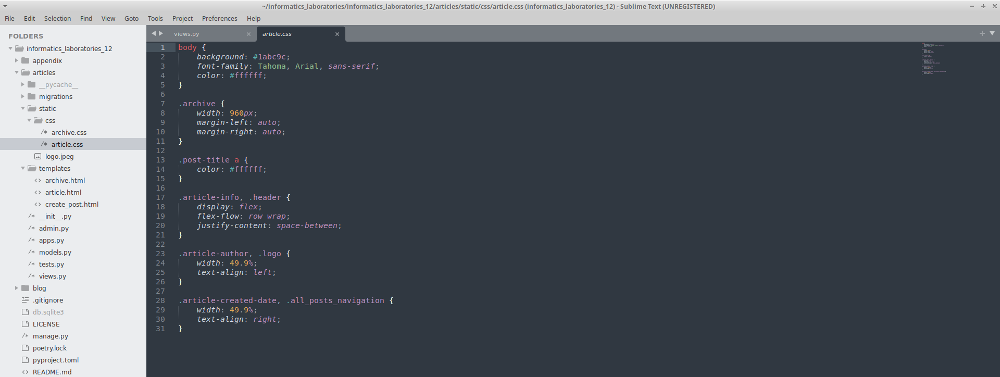 ~/informatics_laboratories/informatics_laboratories_12/articles/static/css/article.css (informatics_laboratories_12) - Sublime Text (UNREGISTERED)
File Edit Selection Find View Goto Tools Project Preferences Help
FOLDERS
informatics_laboratories_12
appendix
articles
__pycache__
migrations
static
css
/* archive.css
/* article.css
logo.jpeg
templates
<> archive.html
<> article.html
<> create_post.html
/* __init__.py
/* admin.py
/* apps.py
/* models.py
/* tests.py
/* views.py
blog
.gitignore
db.sqlite3
LICENSE
/* manage.py
poetry.lock
pyproject.toml
<> README.md
views.py × article.css ×
1 body {
2     background: #1abc9c;
3     font-family: Tahoma, Arial, sans-serif;
4     color: #ffffff;
5 }
6
7 .archive {
8     width: 960px;
9     margin-left: auto;
10     margin-right: auto;
11 }
12
13 .post-title a {
14     color: #ffffff;
15 }
16
17 .article-info, .header {
18     display: flex;
19     flex-flow: row wrap;
20     justify-content: space-between;
21 }
22
23 .article-author, .logo {
24     width: 49.9%;
25     text-align: left;
26 }
27
28 .article-created-date, .all_posts_navigation {
29     width: 49.9%;
30     text-align: right;
31 }